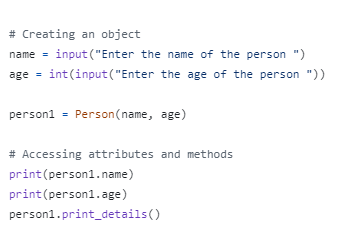 # Creating an object
name = input("Enter the name of the person ")
age = int(input("Enter the age of the person "))
person1 = Person(name, age)
# Accessing attributes and methods
print(person1.name)
print(person1.age)
person1.print_details()